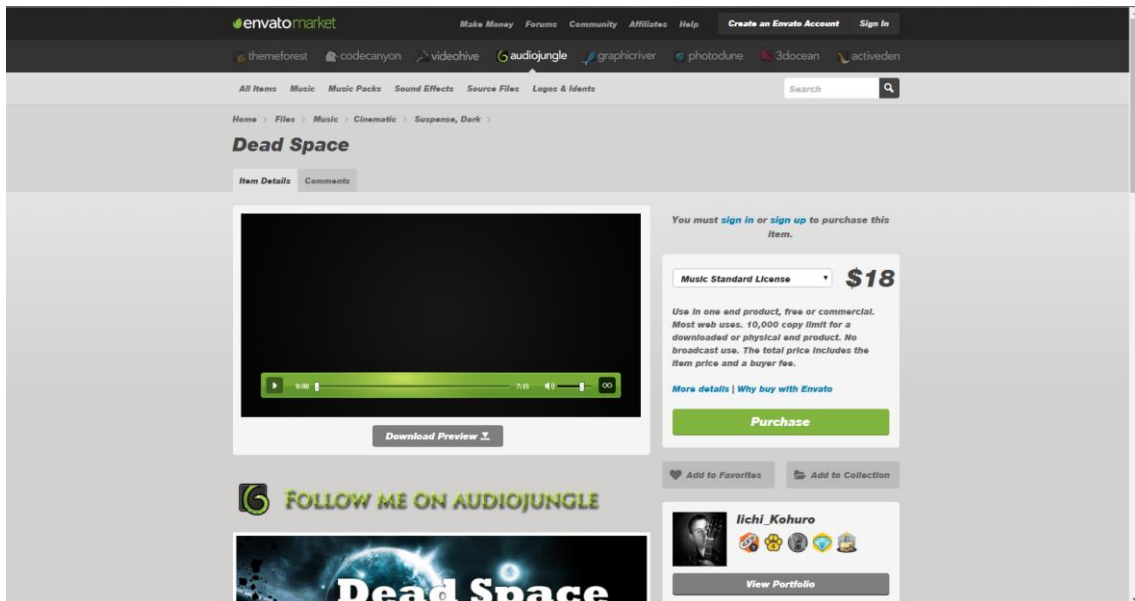 envatomarket
Make Money Forums Community Affiliates Help Create an Envato Account Sign In
themeforest codecanyon videohive audiojungle graphicriver photodune 3docean activeden
All Items Music Music Packs Sound Effects Source Files Logos & Idents Search
Home > Files > Music > Cinematic > Suspense, Dark >
Dead Space
Item Details Comments
0:00 7:15
Download Preview
FOLLOW ME ON AUDIOJUNGLE
Dead Space
You must sign in or sign up to purchase this
item.
Music Standard License $18
Use in one end product, free or commercial.
Most web uses. 10,000 copy limit for a
downloaded or physical end product. No
broadcast use. The total price includes the
item price and a buyer fee.
More details | Why buy with Envato
Purchase
Add to Favorites Add to Collection
Iichi_Kohuro
View Portfolio